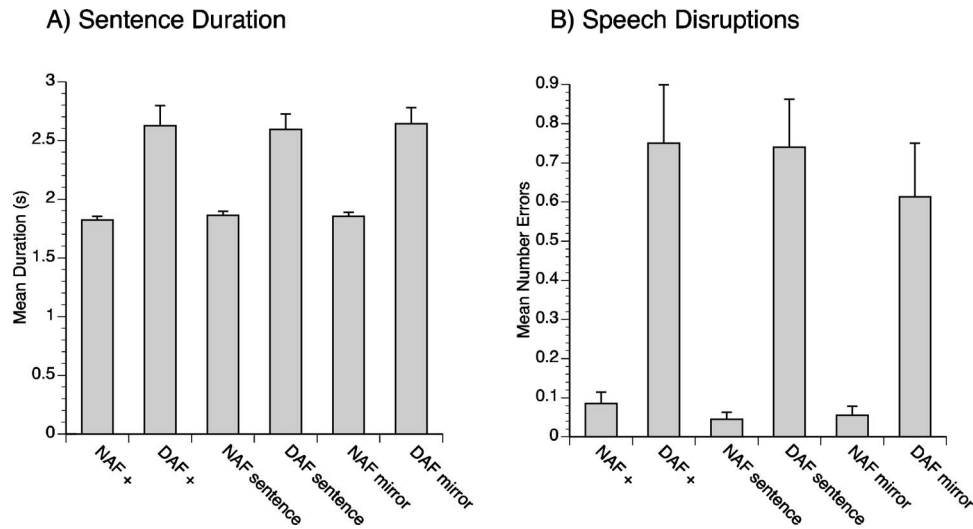 A) Sentence Duration
Mean Duration (s)
3
2.5
2
1.5
1
0.5
0
NAF +
DAF +
NAF sentence
DAF sentence
NAF mirror
DAF mirror
B) Speech Disruptions
Mean Number Errors
0.9
0.8
0.7
0.6
0.5
0.4
0.3
0.2
0.1
0
NAF +
DAF +
NAF sentence
DAF sentence
NAF mirror
DAF mirror